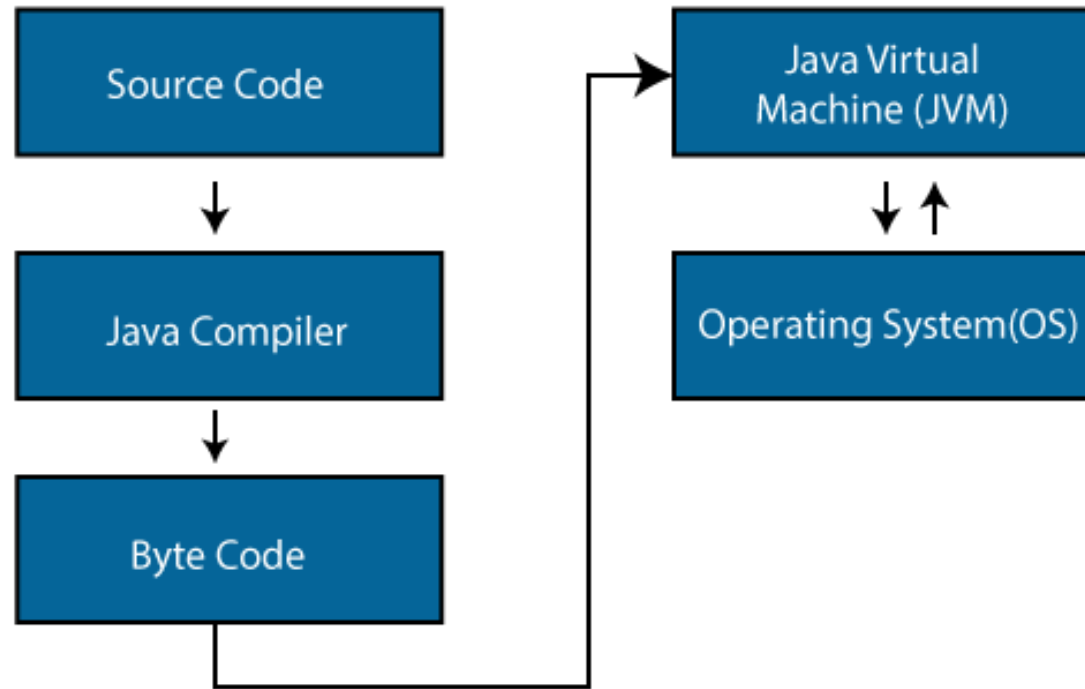 Source Code
Java Compiler
Byte Code
Java Virtual
Machine (JVM)
Operating System(OS)